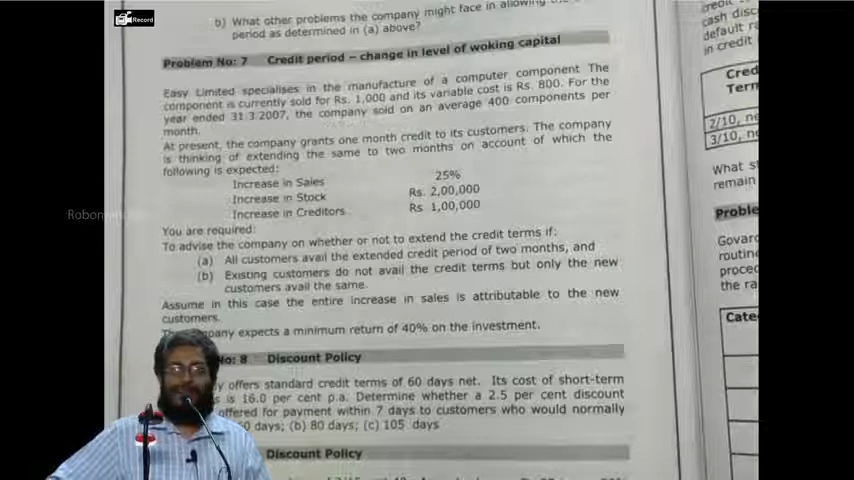 Record
b) What other problems the company might face in allowing the
period as determined in (a) above?
Problem No: 7 Credit period – change in level of woking capital
Easy Limited specialises in the manufacture of a computer component The
component is currently sold for Rs. 1,000 and its variable cost is Rs. 800. For the
year ended 31.3.2007, the company sold on an average 400 components per
month.
At present, the company grants one month credit to its customers. The company
is thinking of extending the same to two months on account of which the
following is expected:
Increase in Sales 25%
Increase in Stock Rs. 2,00,000
Increase in Creditors Rs 1,00,000
You are required:
To advise the company on whether or not to extend the credit terms if:
(a) All customers avail the extended credit period of two months, and
(b) Existing customers do not avail the credit terms but only the new
customers avail the same.
Assume in this case the entire increase in sales is attributable to the new
customers.
company expects a minimum return of 40% on the investment.
No: 8 Discount Policy
y offers standard credit terms of 60 days net. Its cost of short-term
s is 16.0 per cent p.a. Determine whether a 2.5 per cent discount
offered for payment within 7 days to customers who would normally
days; (b) 80 days; (c) 105 days
Discount Policy
cash disc
default ra
in credit
Cred
Term
2/10, ne
3/10, ne
What s
remain
Proble
Govard
routin
proced
the ra
Cate